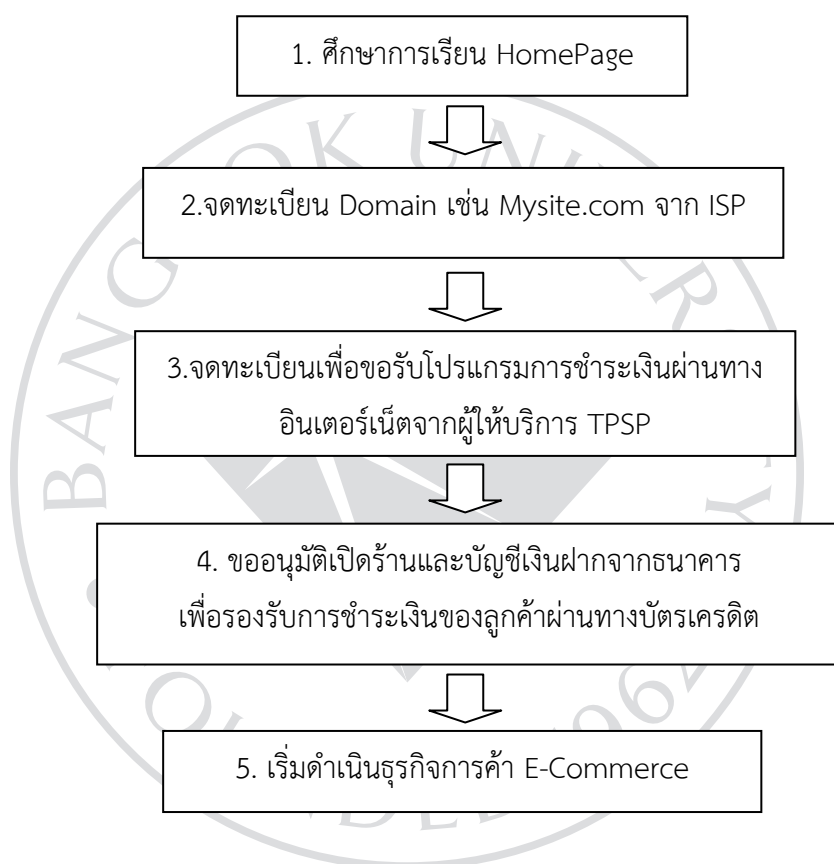 1. ศึกษาการเรียน HomePage
2.จดทะเบียน Domain เช่น Mysite.com จาก ISP
3.จดทะเบียนเพื่อขอรับโปรแกรมการชำระเงินผ่านทาง
อินเตอร์เน็ตจากผู้ให้บริการ TPSP
4. ขออนุมัติเปิดร้านและบัญชีเงินฝากจากธนาคาร
เพื่อรองรับการชำระเงินของลูกค้าผ่านทางบัตรเครดิต
5. เริ่มดำเนินธุรกิจการค้า E-Commerce